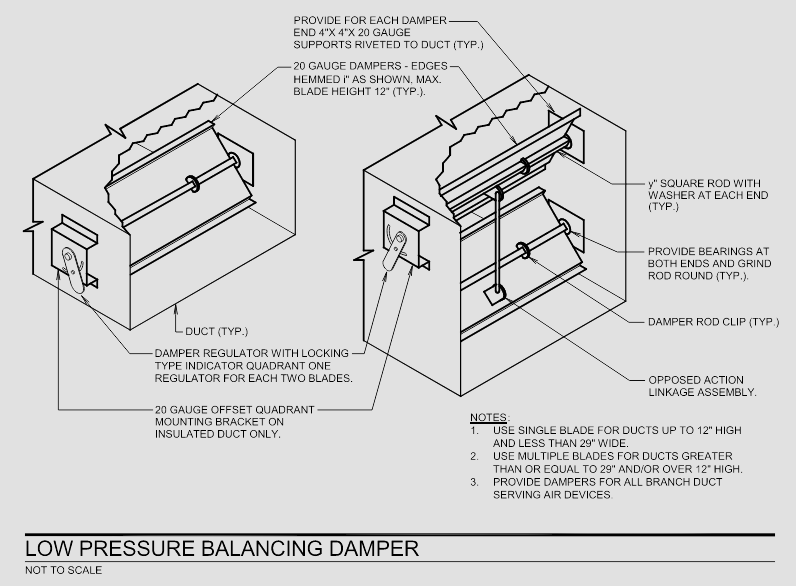 PROVIDE FOR EACH DAMPER
END 4"X 4"X 20 GAUGE
SUPPORTS RIVETED TO DUCT (TYP.)
20 GAUGE DAMPERS - EDGES
HEMMED i" AS SHOWN, MAX.
BLADE HEIGHT 12" (TYP.).
y" SQUARE ROD WITH
WASHER AT EACH END
(TYP.)
PROVIDE BEARINGS AT
BOTH ENDS AND GRIND
ROD ROUND (TYP.).
DAMPER ROD CLIP (TYP.)
DUCT (TYP.)
DAMPER REGULATOR WITH LOCKING
TYPE INDICATOR QUADRANT ONE
REGULATOR FOR EACH TWO BLADES.
OPPOSED ACTION
LINKAGE ASSEMBLY.
20 GAUGE OFFSET QUADRANT
MOUNTING BRACKET ON
INSULATED DUCT ONLY.
NOTES:
1. USE SINGLE BLADE FOR DUCTS UP TO 12" HIGH
AND LESS THAN 29" WIDE.
2. USE MULTIPLE BLADES FOR DUCTS GREATER
THAN OR EQUAL TO 29" AND/OR OVER 12" HIGH.
3. PROVIDE DAMPERS FOR ALL BRANCH DUCT
SERVING AIR DEVICES.
LOW PRESSURE BALANCING DAMPER
NOT TO SCALE